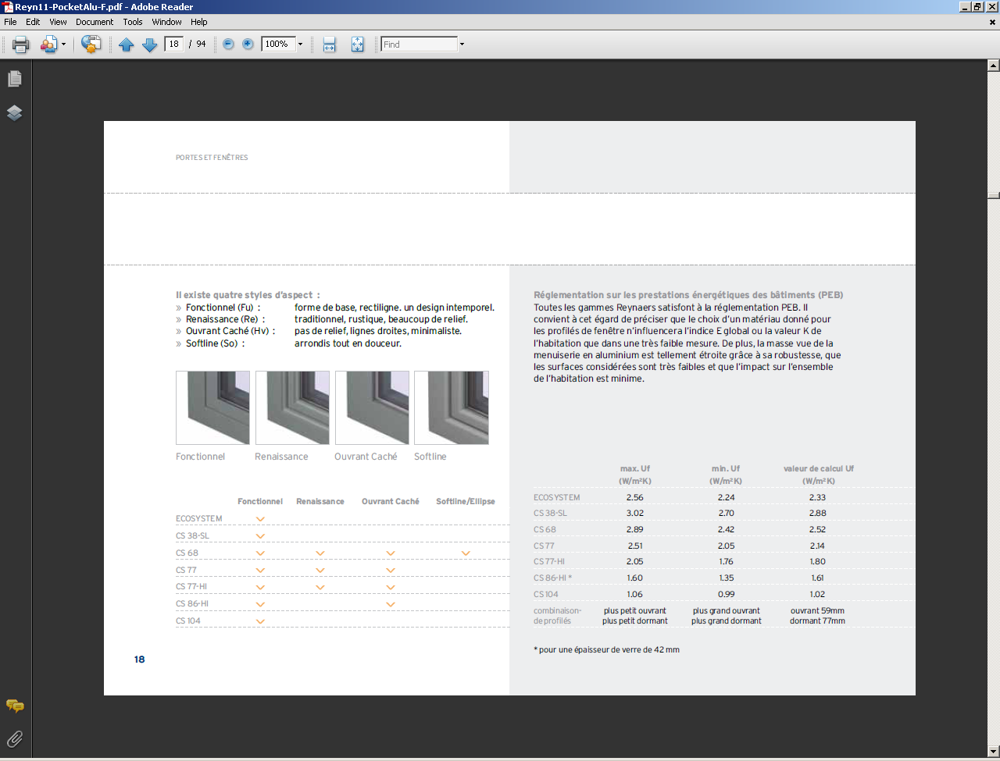 Reyn11-PocketAlu-F.pdf - Adobe Reader
File Edit View Document Tools Window Help
18 / 94 100% Find
PORTES ET FENÊTRES
Il existe quatre styles d'aspect :
» Fonctionnel (Fu) : forme de base, rectiligne. un design intemporel.
» Renaissance (Re) : traditionnel, rustique, beaucoup de relief.
» Ouvrant Caché (Hv) : pas de relief, lignes droites, minimaliste.
» Softline (So) : arrondis tout en douceur.
Fonctionnel Renaissance Ouvrant Caché Softline
Fonctionnel Renaissance Ouvrant Caché Softline/Ellipse
ECOSYSTEM
CS 38-SL
CS 68
CS 77
CS 77-HI
CS 86-HI
CS 104
18
Réglementation sur les prestations énergétiques des bâtiments (PEB)
Toutes les gammes Reynaers satisfont à la réglementation PEB. Il
convient à cet égard de préciser que le choix d'un matériau donné pour
les profilés de fenêtre n'influencera l'indice E global ou la valeur K de
l'habitation que dans une très faible mesure. De plus, la masse vue de la
menuiserie en aluminium est tellement étroite grâce à sa robustesse, que
les surfaces considérées sont très faibles et que l'impact sur l'ensemble
de l'habitation est minime.
max. Uf min. Uf valeur de calcul Uf
(W/m²K) (W/m²K) (W/m²K)
ECOSYSTEM 2.56 2.24 2.33
CS 38-SL 3.02 2.70 2.88
CS 68 2.89 2.42 2.52
CS 77 2.51 2.05 2.14
CS 77-HI 2.05 1.76 1.80
CS 86-HI * 1.60 1.35 1.61
CS 104 1.06 0.99 1.02
combinaison- plus petit ouvrant plus grand ouvrant ouvrant 59mm
de profilés plus petit dormant plus grand dormant dormant 77mm
* pour une épaisseur de verre de 42 mm